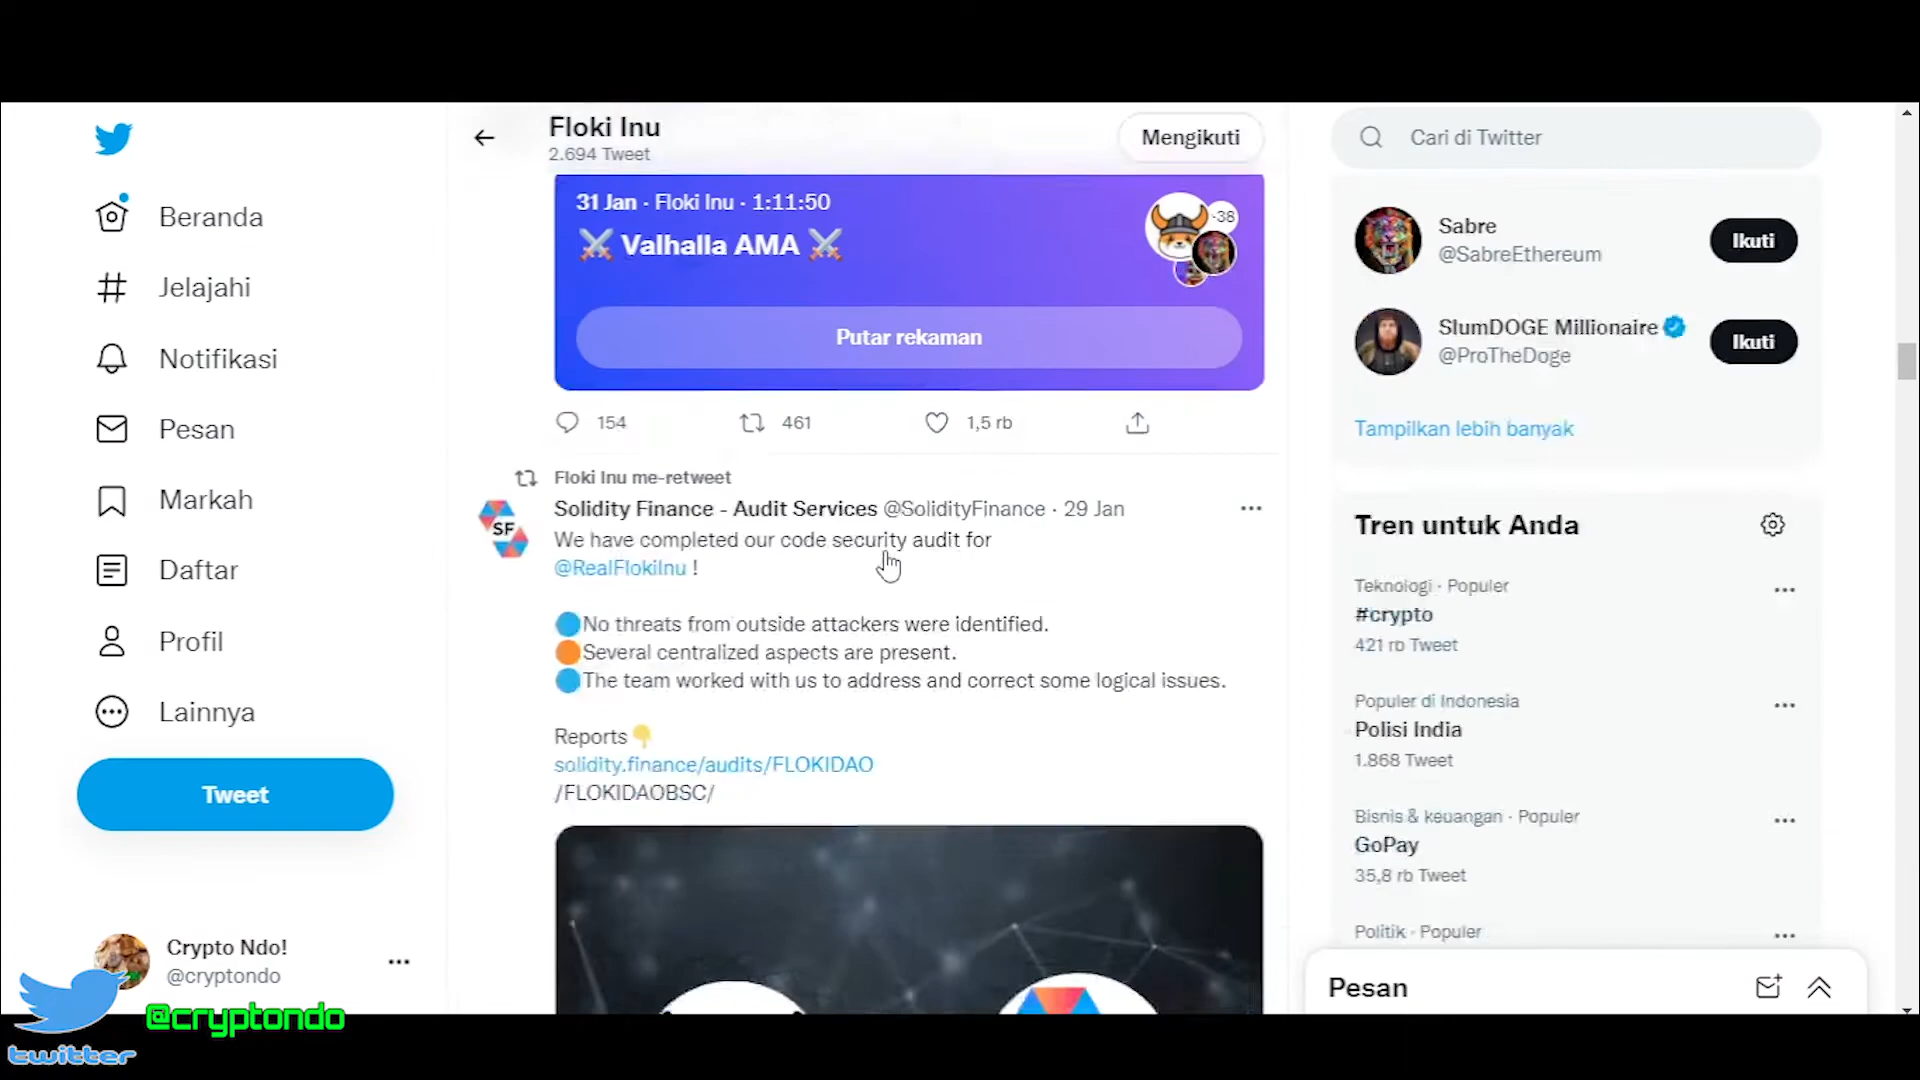 Floki Inu
2.694 Tweet
Mengikuti
Cari di Twitter
Beranda
Jelajahi
Notifikasi
Pesan
Markah
Daftar
Profil
Lainnya
Tweet
Crypto Ndo!
@cryptondo
@cryptondo
twitter
31 Jan · Floki Inu · 1:11:50
⚔️ Valhalla AMA ⚔️
-38
Putar rekaman
154 461 1,5 rb
Floki Inu me-retweet
Solidity Finance - Audit Services @SolidityFinance · 29 Jan
SF
We have completed our code security audit for
@RealFlokiInu !
🔵No threats from outside attackers were identified.
🟠Several centralized aspects are present.
🔵The team worked with us to address and correct some logical issues.
Reports👇
solidity.finance/audits/FLOKIDAO
/FLOKIDAOBSC/
Sabre
@SabreEthereum
Ikuti
SlumDOGE Millionaire
@ProTheDoge
Ikuti
Tampilkan lebih banyak
Tren untuk Anda
Teknologi · Populer
#crypto
421 rb Tweet
Populer di Indonesia
Polisi India
1.868 Tweet
Bisnis & keuangan · Populer
GoPay
35,8 rb Tweet
Politik · Populer
Pesan